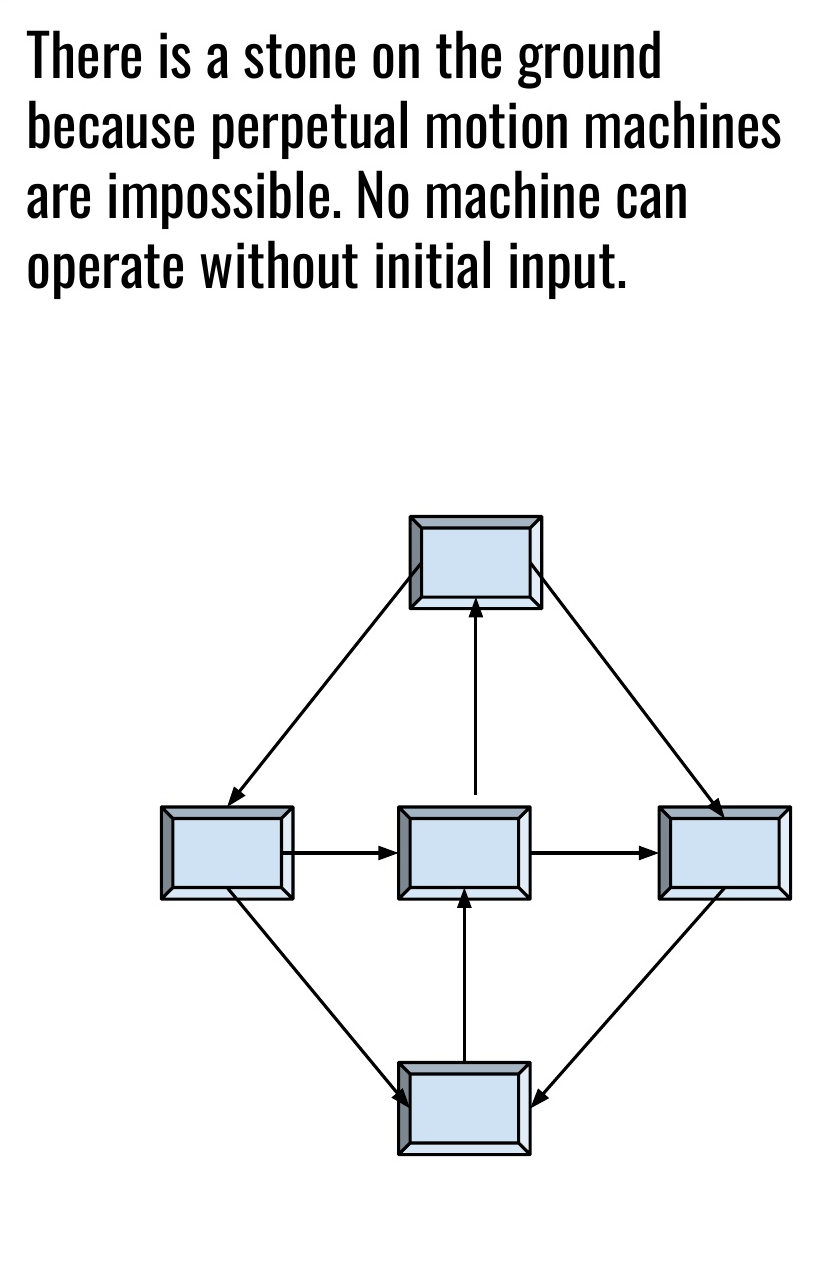 There is a stone on the ground
because perpetual motion machines
are impossible. No machine can
operate without initial input.